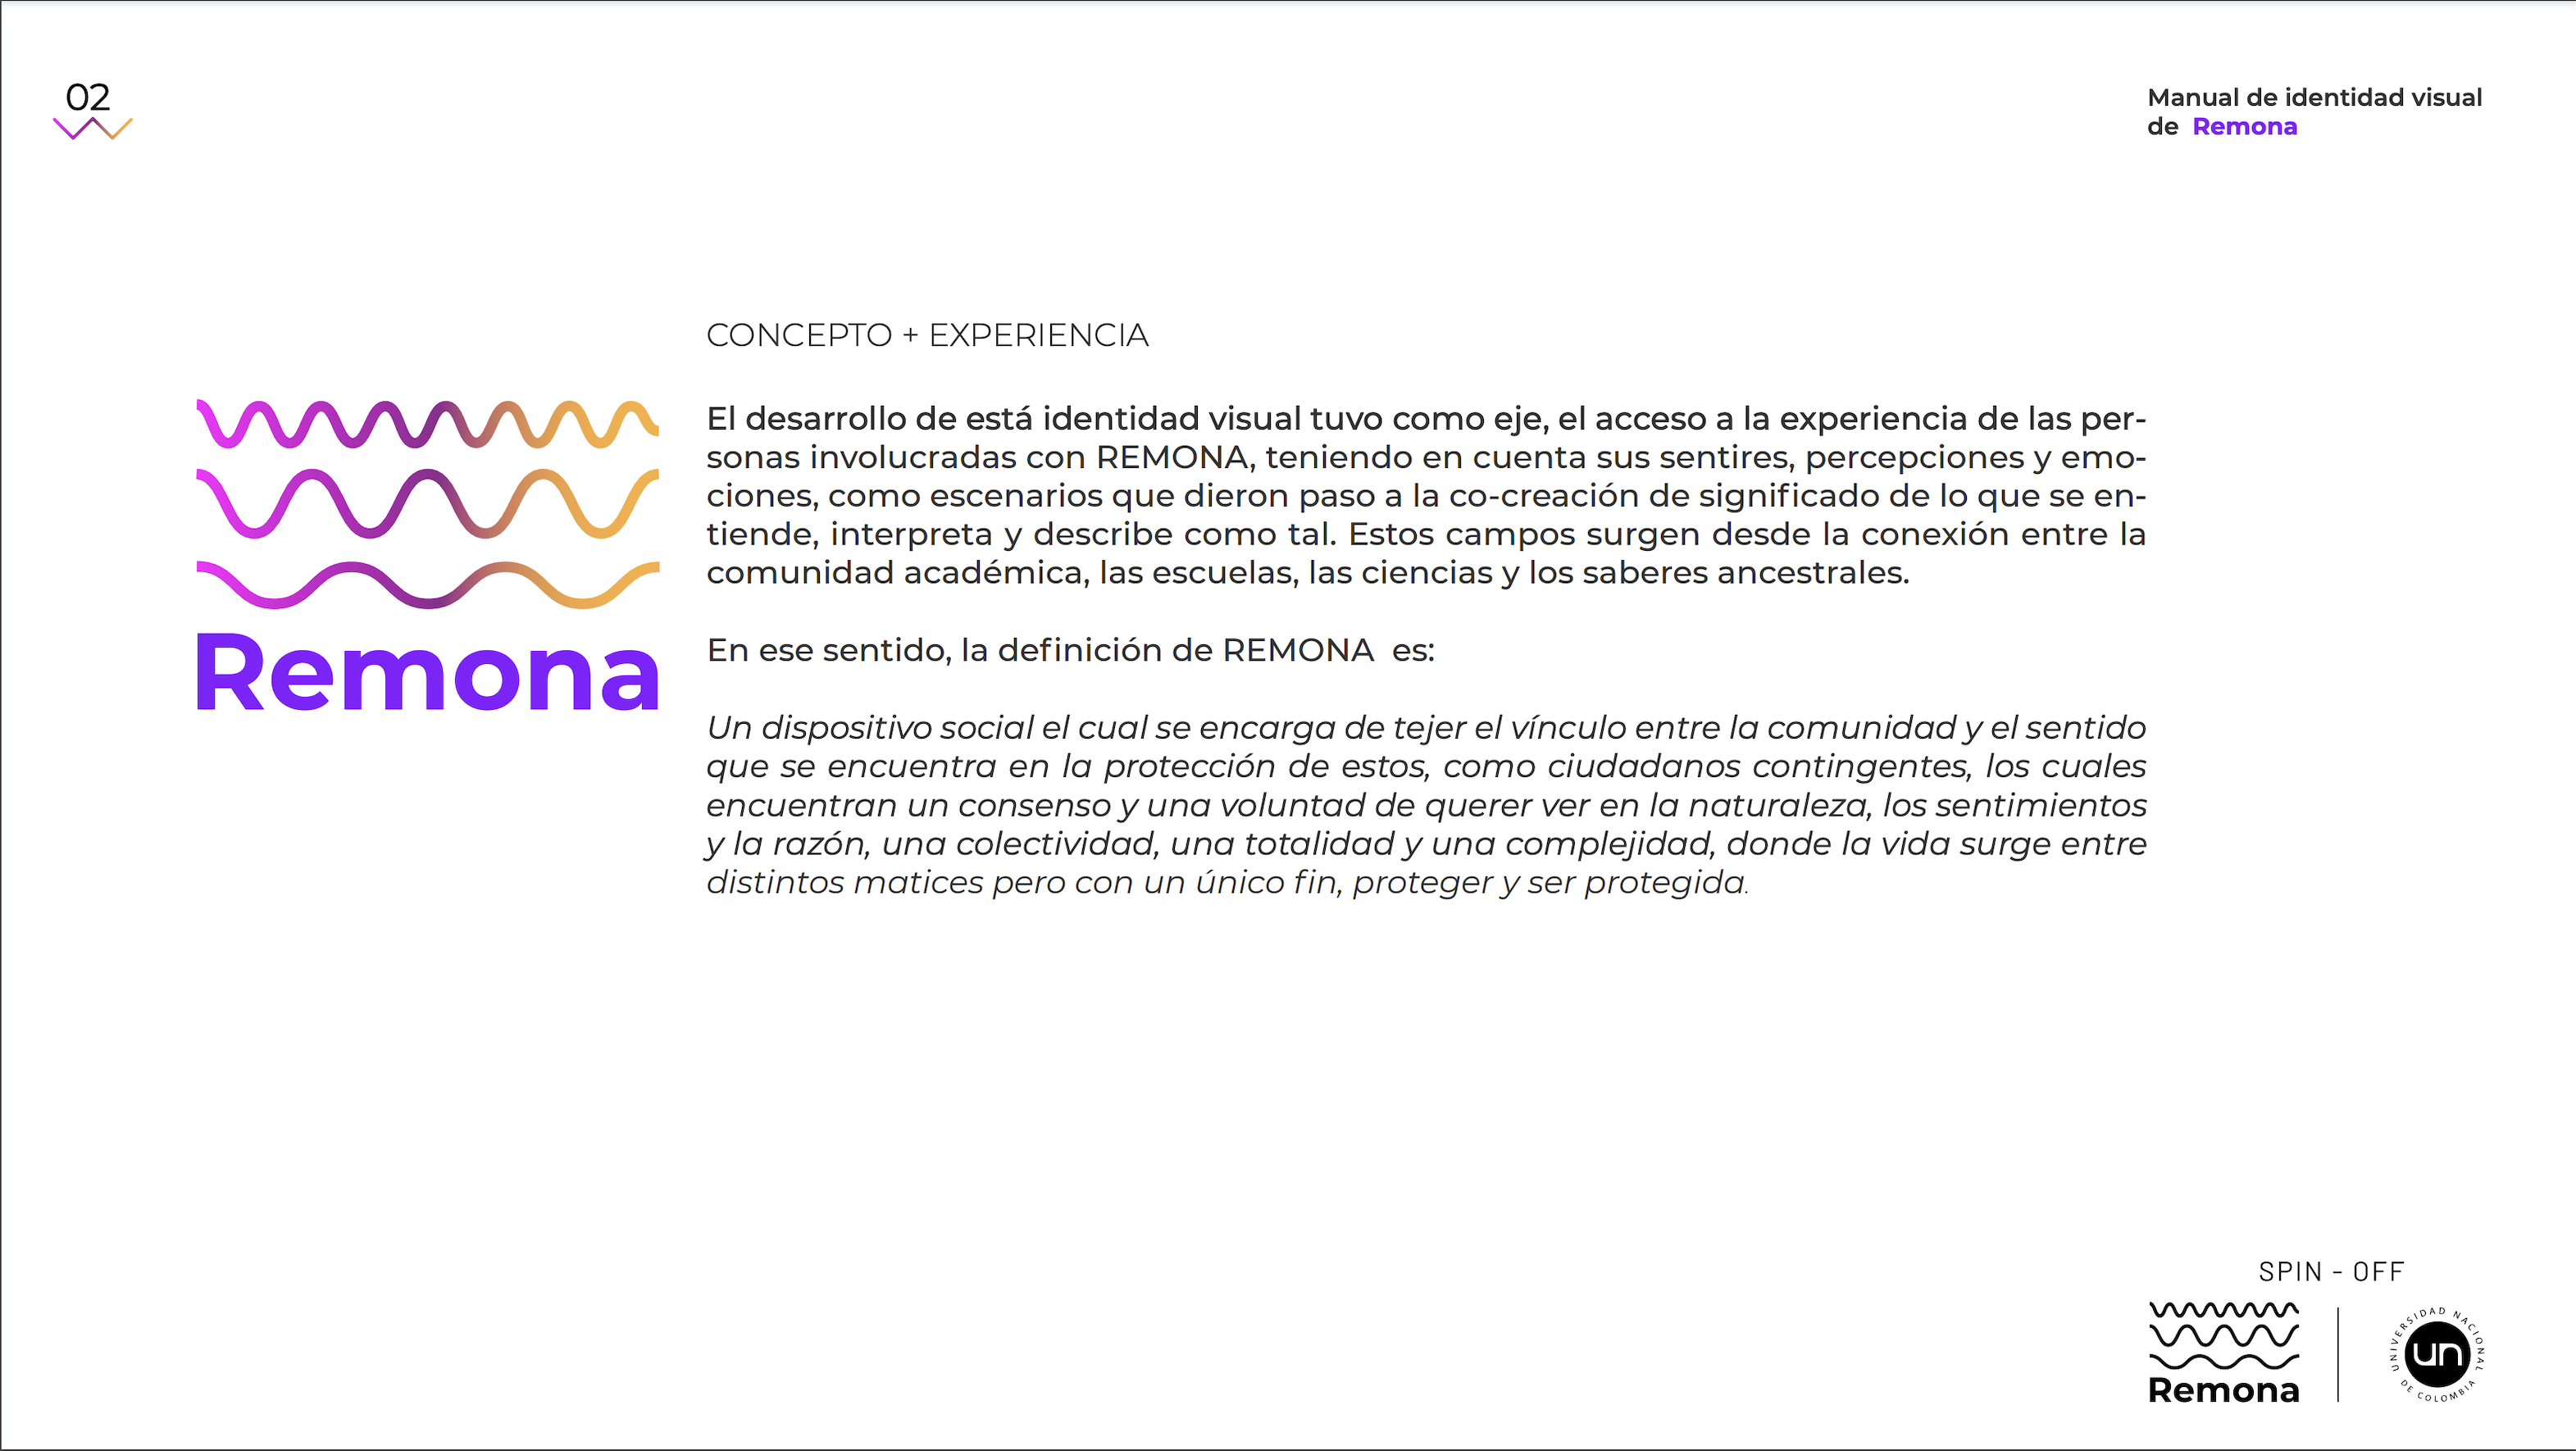 02
Manual de identidad visual
de Remona
CONCEPTO + EXPERIENCIA
Remona
El desarrollo de está identidad visual tuvo como eje, el acceso a la experiencia de las per-
sonas involucradas con REMONA, teniendo en cuenta sus sentires, percepciones y emo-
ciones, como escenarios que dieron paso a la co-creación de significado de lo que se en-
tiende, interpreta y describe como tal. Estos campos surgen desde la conexión entre la
comunidad académica, las escuelas, las ciencias y los saberes ancestrales.
En ese sentido, la definición de REMONA es:
Un dispositivo social el cual se encarga de tejer el vínculo entre la comunidad y el sentido
que se encuentra en la protección de estos, como ciudadanos contingentes, los cuales
encuentran un consenso y una voluntad de querer ver en la naturaleza, los sentimientos
y la razón, una colectividad, una totalidad y una complejidad, donde la vida surge entre
distintos matices pero con un único fin, proteger y ser protegida.
SPIN - OFF
Remona
UNIVERSIDAD NACIONAL
un
DE COLOMBIA